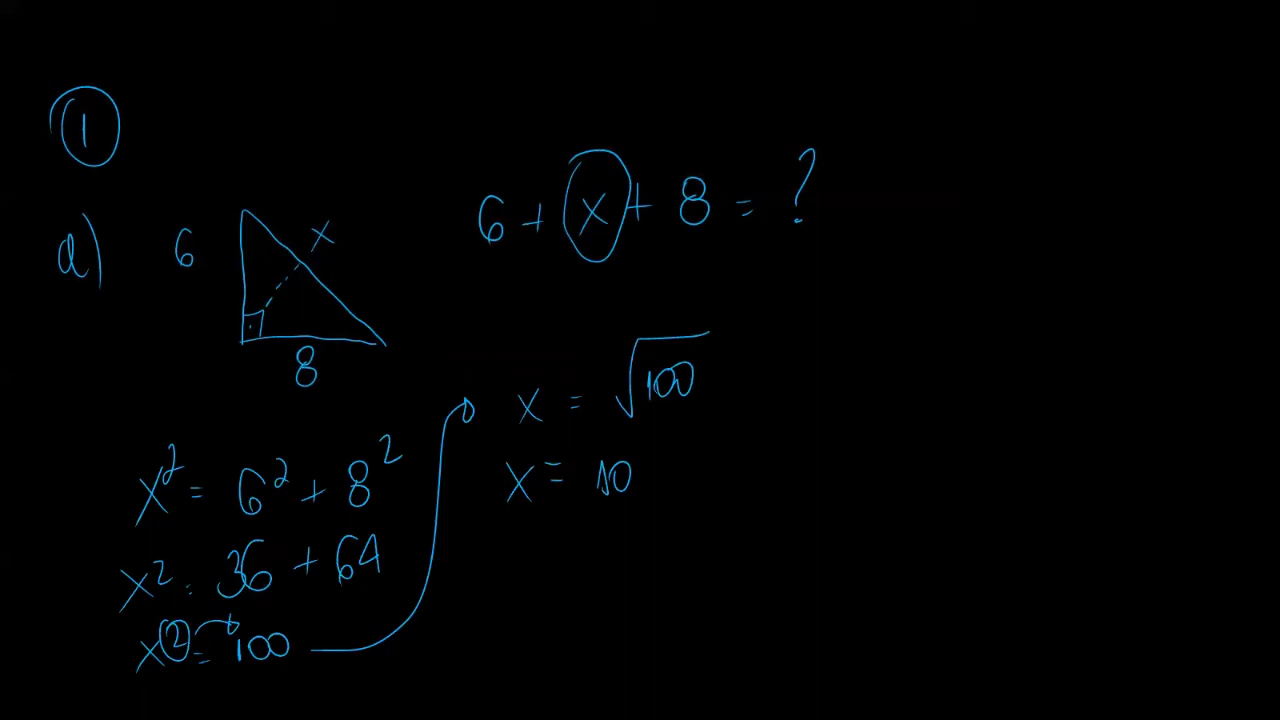 1
a)
6
x
8
6 + x + 8 = ?
x² = 6² + 8²
x² = 36 + 64
x² = 100
x = √100
x = 10